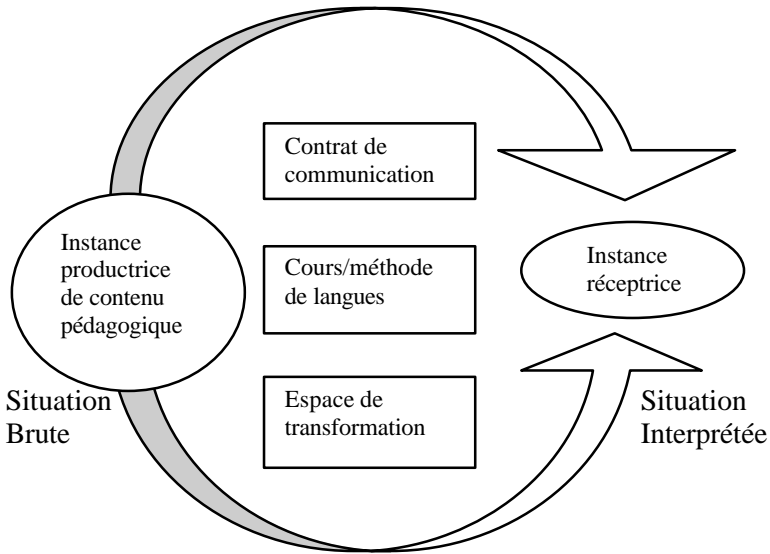 Contrat de
communication
Instance
productrice
de contenu
pédagogique
Cours/méthode
de langues
Instance
réceptrice
Situation
Brute
Espace de
transformation
Situation
Interprétée